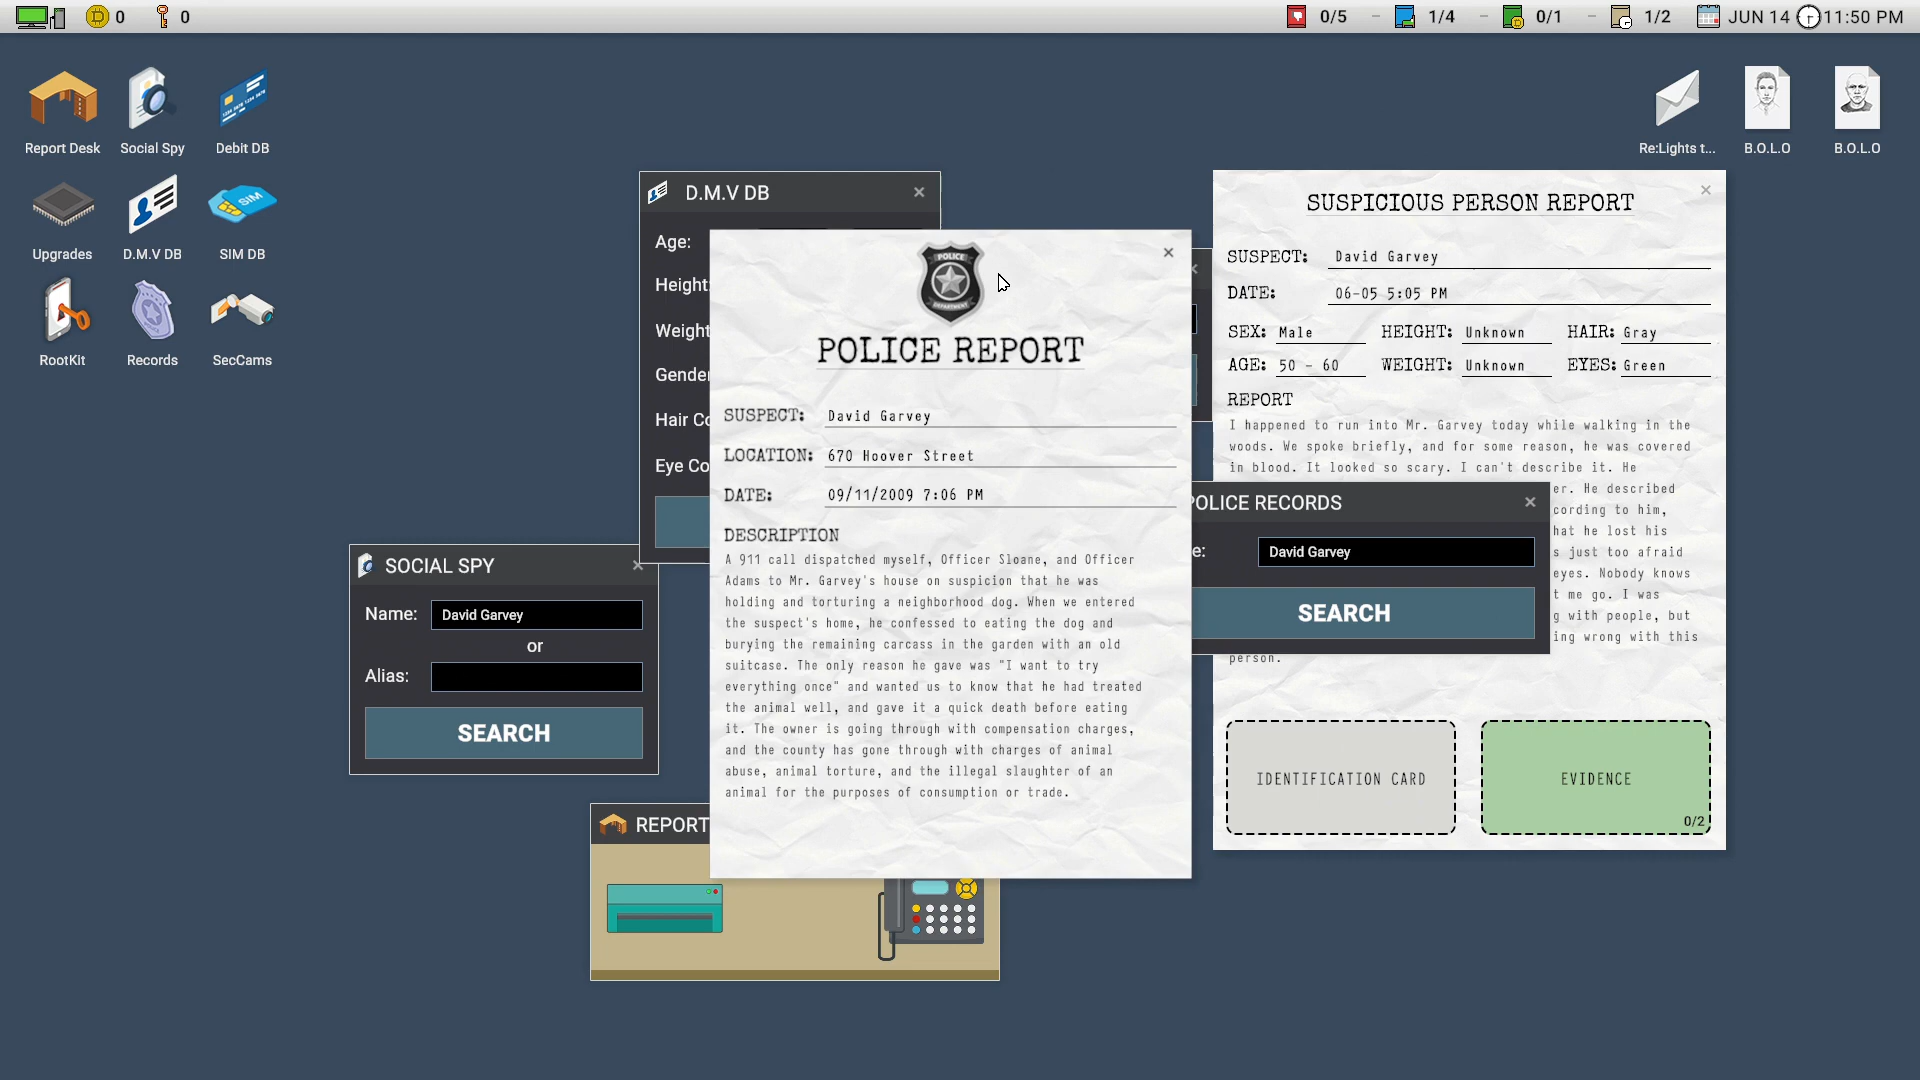 0
0
0/5
1/4
0/1
1/2
JUN 14
11:50 PM
Report Desk
Social Spy
Debit DB
Upgrades
D.M.V DB
SIM DB
RootKit
Records
SecCams
Re:Lights t...
B.O.L.O
B.O.L.O
D.M.V DB
Age:
Height:
Weight
Gender
Hair Co
Eye Co
SOCIAL SPY
Name:
David Garvey
or
Alias:
SEARCH
REPORT
POLICE
DEPARTMENT
POLICE REPORT
SUSPECT: David Garvey
LOCATION: 670 Hoover Street
DATE: 09/11/2009 7:06 PM
DESCRIPTION
A 911 call dispatched myself, Officer Sloane, and Officer
Adams to Mr. Garvey's house on suspicion that he was
holding and torturing a neighborhood dog. When we entered
the suspect's home, he confessed to eating the dog and
burying the remaining carcass in the garden with an old
suitcase. The only reason he gave was "I want to try
everything once" and wanted us to know that he had treated
the animal well, and gave it a quick death before eating
it. The owner is going through with compensation charges,
and the county has gone through with charges of animal
abuse, animal torture, and the illegal slaughter of an
animal for the purposes of consumption or trade.
POLICE RECORDS
e:
David Garvey
SEARCH
SUSPICIOUS PERSON REPORT
SUSPECT: David Garvey
DATE: 06-05 5:05 PM
SEX: Male HEIGHT: Unknown HAIR: Gray
AGE: 50 - 60 WEIGHT: Unknown EYES: Green
REPORT
I happened to run into Mr. Garvey today while walking in the
woods. We spoke briefly, and for some reason, he was covered
in blood. It looked so scary. I can't describe it. He
er. He described
cording to him,
hat he lost his
s just too afraid
eyes. Nobody knows
t me go. I was
g with people, but
ing wrong with this
person.
IDENTIFICATION CARD
EVIDENCE
0/2